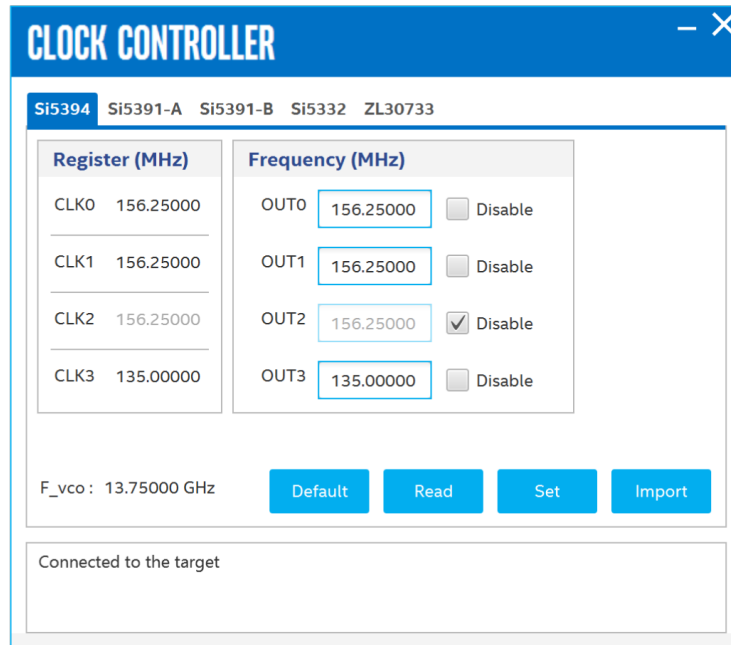 CLOCK CONTROLLER
Si5394 Si5391-A Si5391-B Si5332 ZL30733
Register (MHz) Frequency (MHz)
CLK0 156.25000 OUT0 156.25000 Disable
CLK1 156.25000 OUT1 156.25000 Disable
CLK2 156.25000 OUT2 156.25000 Disable
CLK3 135.00000 OUT3 135.00000 Disable
F_vco : 13.75000 GHz Default Read Set Import
Connected to the target